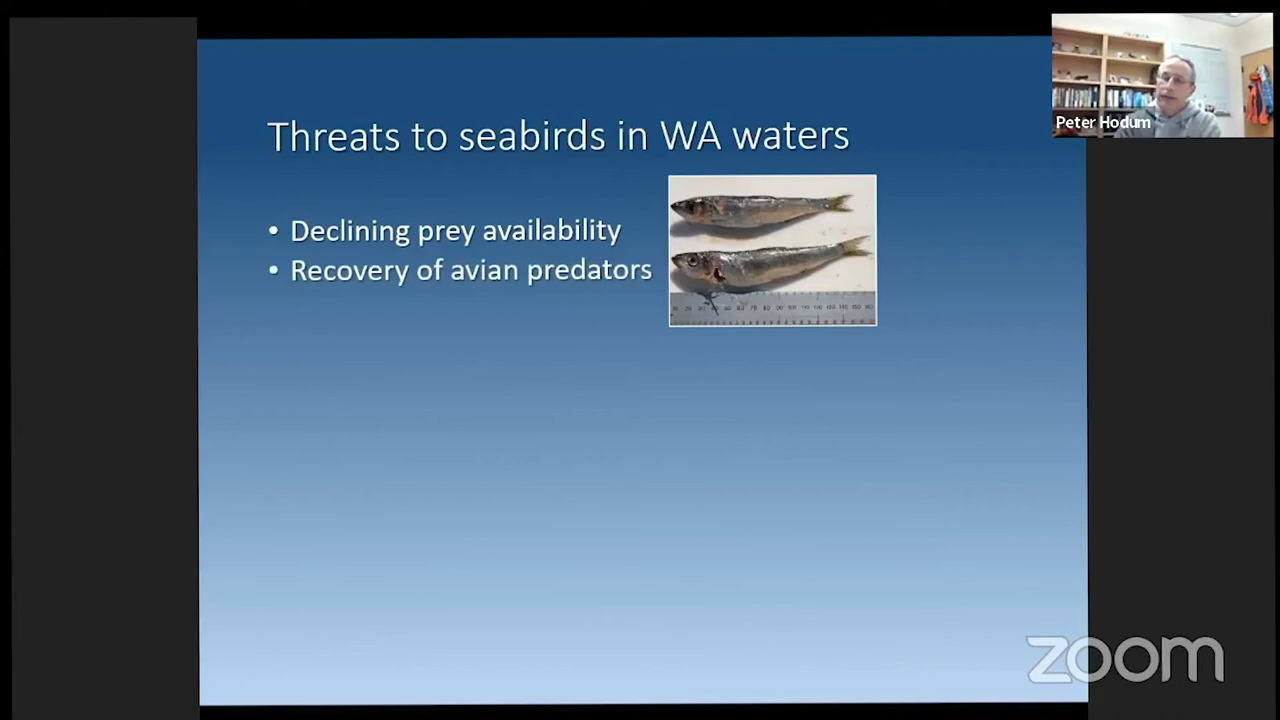 Peter Hodum
Threats to seabirds in WA waters
• Declining prey availability
• Recovery of avian predators
zoom